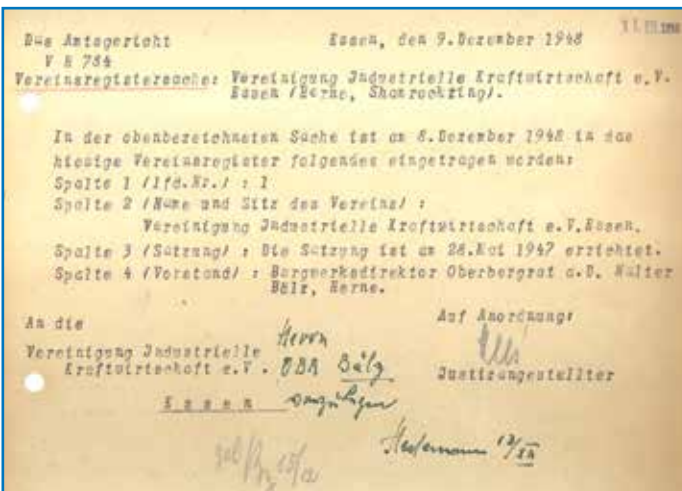 Das Amtsgericht Essen, den 9.Dezember 1948
V R 784
Vereinsregistersache: Vereinigung Industrielle Kraftwirtschaft e.V.
Essen /Herne, Shamrockring/.
In der obenbezeichneten Sache ist am 8.Dezember 1948 in das
hiesige Vereinsregister folgendes eingetragen worden:
Spalte 1 /lfd.Nr./ : 1
Spalte 2 /Name und Sitz des Vereins/ :
Vereinigung Industrielle Kraftwirtschaft e.V.Essen.
Spalte 3 /Satzung/ : Die Satzung ist am 28.Mai 1947 errichtet.
Spalte 4 /Vorstand/ : Bergwerksdirektor Oberbergrat a.D. Walter
Bälz, Herne.
An die Auf Anordnung:
Vereinigung Industrielle
Kraftwirtschaft e.V. Justizangestellter
Essen
Herrn
OBR Bälz
vorzulegen